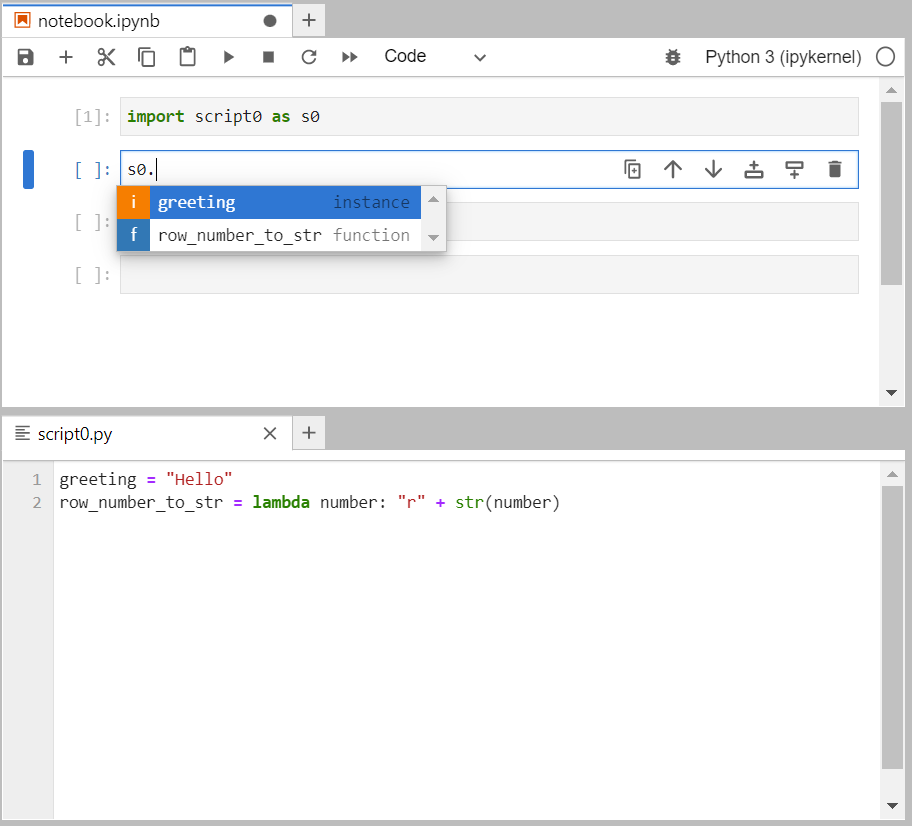 notebook.ipynb
Code
Python 3 (ipykernel)
[1]: import script0 as s0
[ ]: s0.
i greeting instance
[ ]:
f row_number_to_str function
[ ]:
script0.py
1 greeting = "Hello"
2 row_number_to_str = lambda number: "r" + str(number)